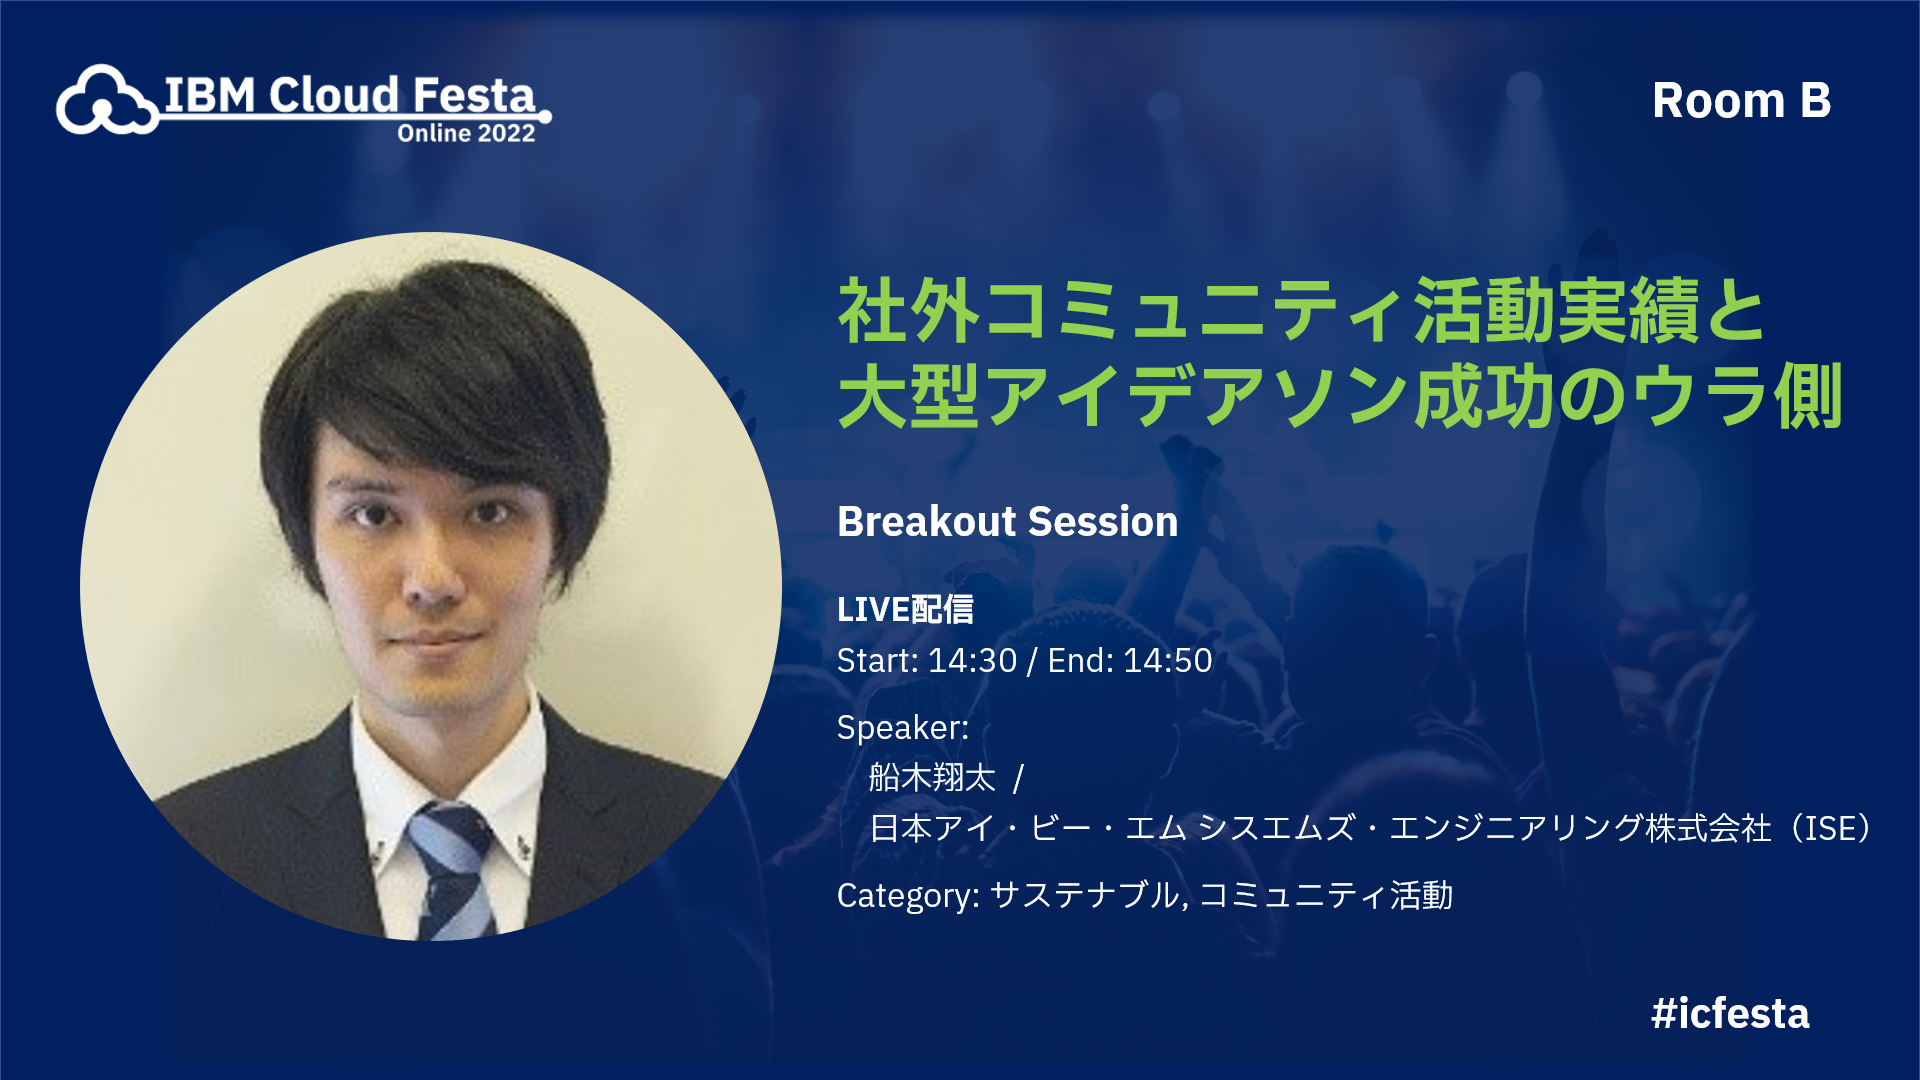 IBM Cloud Festa
Online 2022
Room B
社外コミュニティ活動実績と
大型アイデアソン成功のウラ側
Breakout Session
LIVE配信
Start: 14:30 / End: 14:50
Speaker:
船木翔太 /
日本アイ・ビー・エム シスエムズ・エンジニアリング株式会社（ISE）
Category: サステナブル, コミュニティ活動
#icfesta